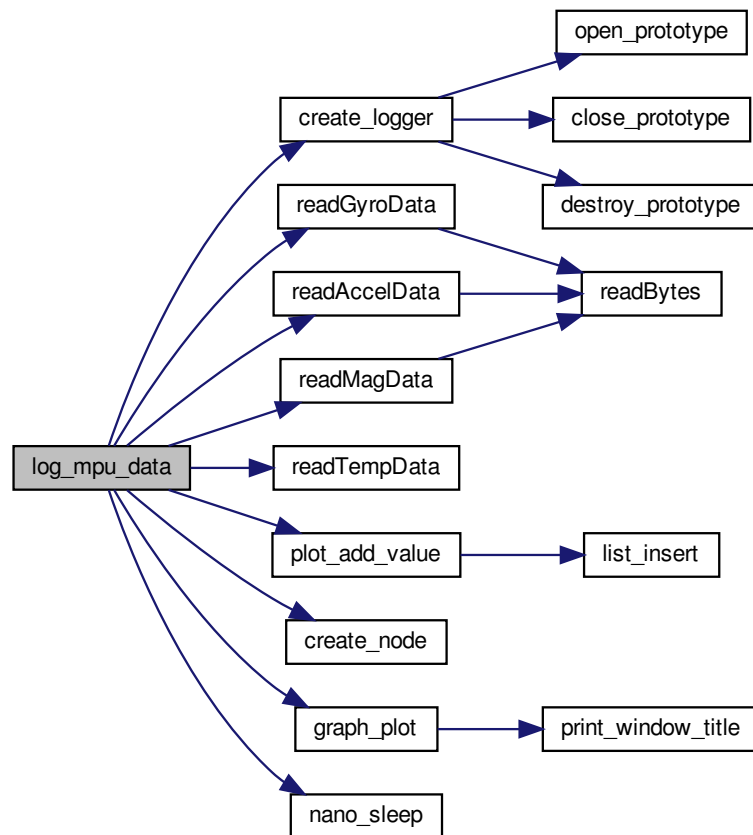 open_prototype
create_logger
close_prototype
readGyroData
destroy_prototype
readAccelData
readBytes
readMagData
log_mpu_data
readTempData
plot_add_value
list_insert
create_node
graph_plot
print_window_title
nano_sleep